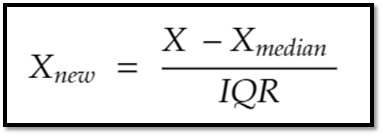 X_new = (X - X_median) / IQR